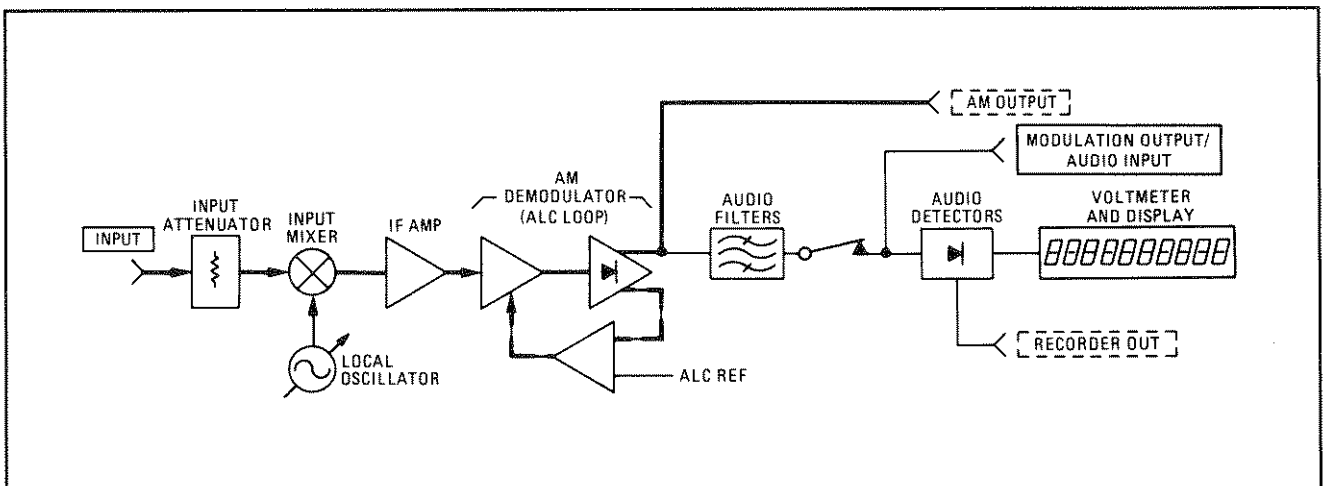 AM OUTPUT
MODULATION OUTPUT/
AUDIO INPUT
AM
DEMODULATOR
(ALC LOOP)
INPUT
ATTENUATOR
INPUT
MIXER
IF AMP
AUDIO
FILTERS
AUDIO
DETECTORS
VOLTMETER
AND DISPLAY
INPUT
8888888888
LOCAL
OSCILLATOR
ALC REF
RECORDER OUT